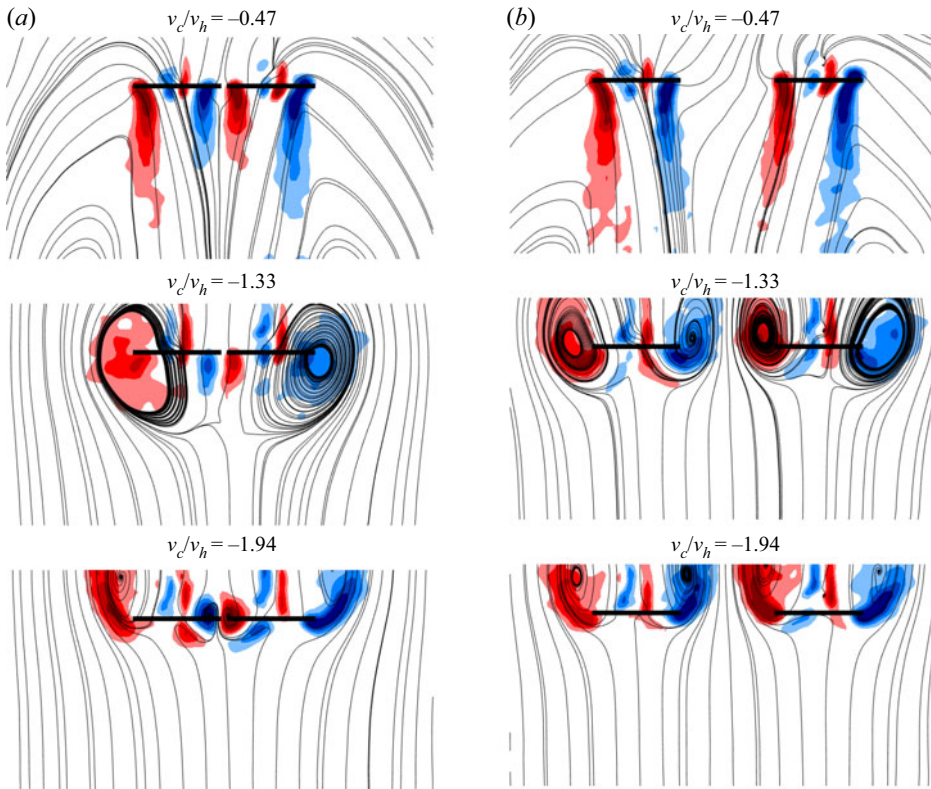 (a)
v_c/v_h = –0.47
(b)
v_c/v_h = –0.47
v_c/v_h = –1.33
v_c/v_h = –1.33
v_c/v_h = –1.94
v_c/v_h = –1.94